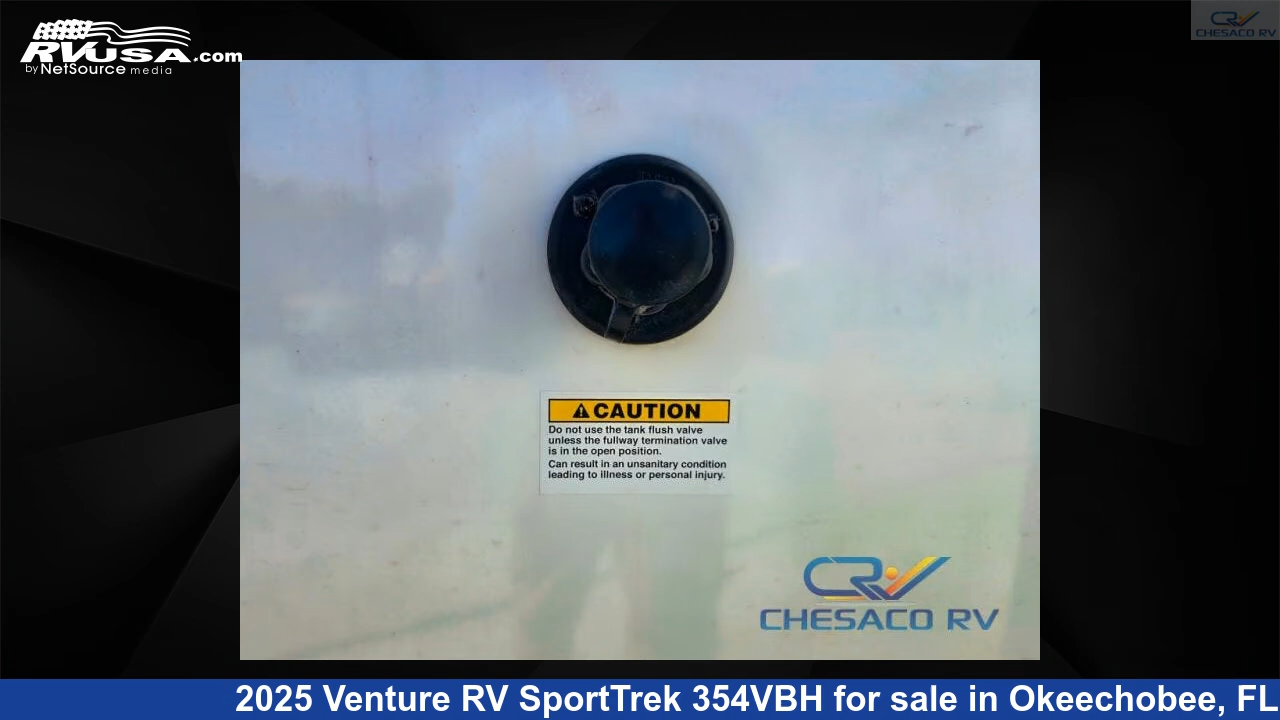 RVUSA.com
by NetSource media
CRV
CHESACO RV
CAUTION
Do not use the tank flush valve
unless the fullway termination valve
is in the open position.
Can result in an unsanitary condition
leading to illness or personal injury.
CRV
CHESACO RV
2025 Venture RV SportTrek 354VBH for sale in Okeechobee, FL